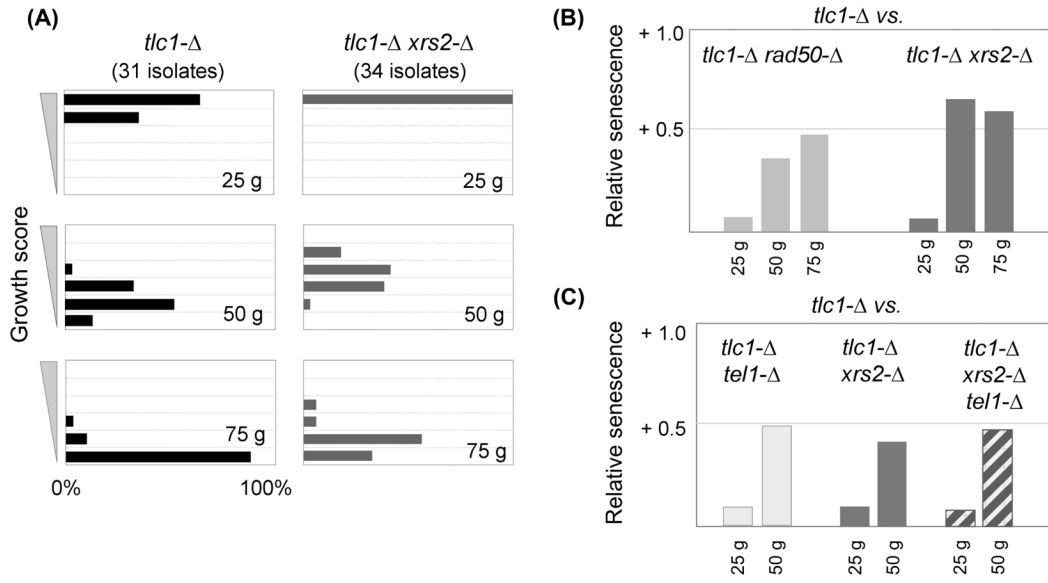 (A)
tlc1-Δ
(31 isolates)
tlc1-Δ xrs2-Δ
(34 isolates)
Growth score
25 g
25 g
50 g
50 g
75 g
75 g
0%
100%
(B)
tlc1-Δ vs.
Relative senescence
+ 1.0
+ 0.5
tlc1-Δ rad50-Δ
tlc1-Δ xrs2-Δ
25 g
50 g
75 g
25 g
50 g
75 g
(C)
tlc1-Δ vs.
Relative senescence
+ 1.0
+ 0.5
tlc1-Δ
tel1-Δ
tlc1-Δ
xrs2-Δ
tlc1-Δ
xrs2-Δ
tel1-Δ
25 g
50 g
25 g
50 g
25 g
50 g